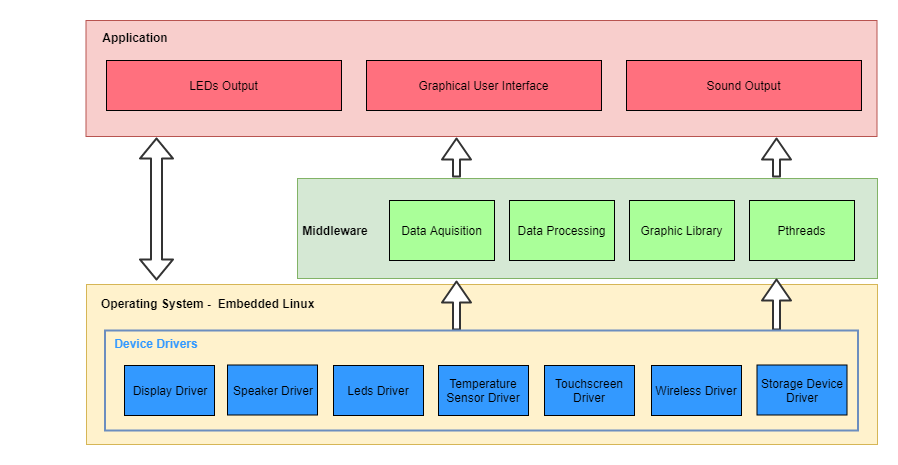 Application
LEDs Output
Graphical User Interface
Sound Output
Middleware
Data Aquisition
Data Processing
Graphic Library
Pthreads
Operating System -  Embedded Linux
Device Drivers
Display Driver
Speaker Driver
Leds Driver
Temperature
Sensor Driver
Touchscreen
Driver
Wireless Driver
Storage Device
Driver